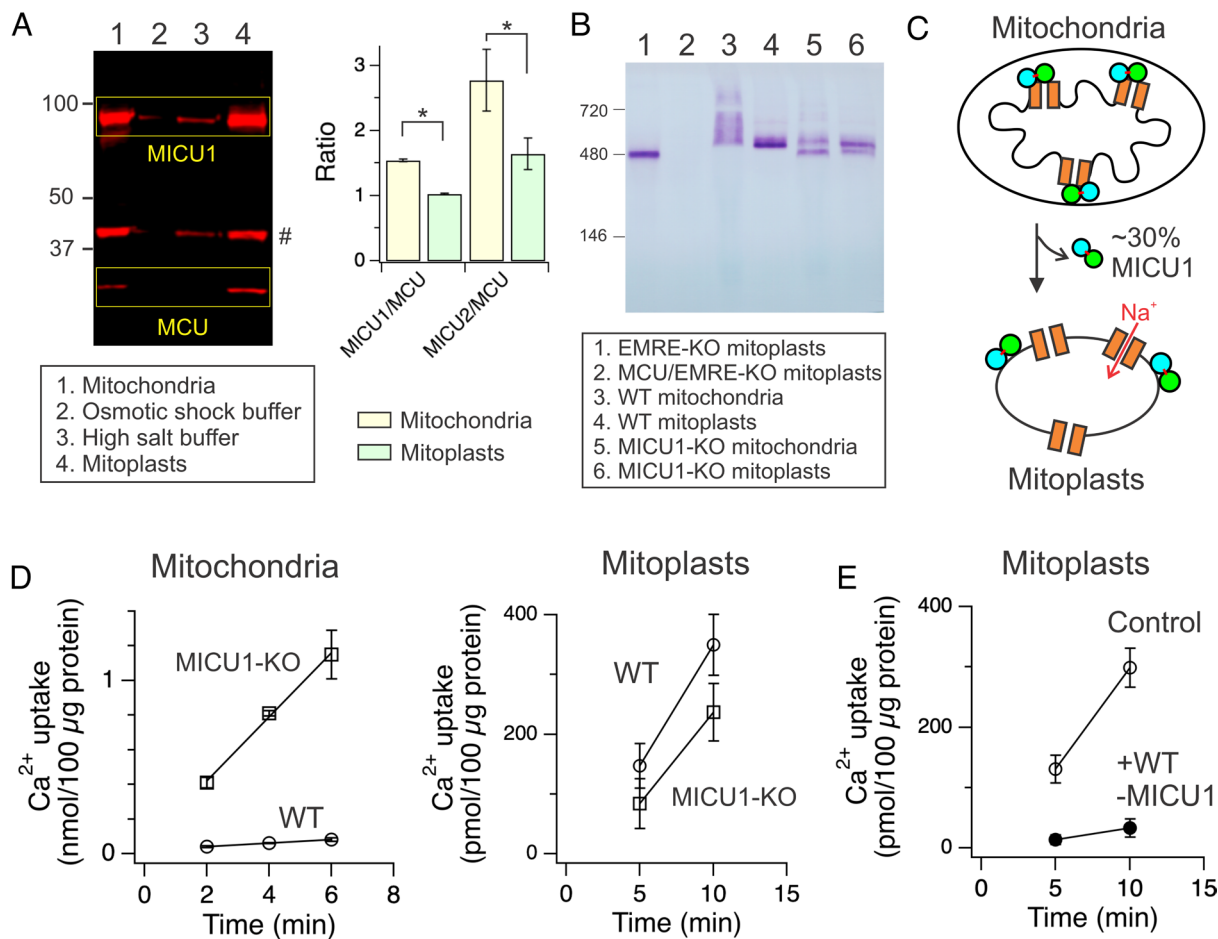 A
1 2 3 4
100
50
37
MICU1
#
MCU
1. Mitochondria
2. Osmotic shock buffer
3. High salt buffer
4. Mitoplasts
Ratio
3
2
1
0
*
*
MICU1/MCU
MICU2/MCU
Mitochondria
Mitoplasts
B
1 2 3 4 5 6
720
480
146
1. EMRE-KO mitoplasts
2. MCU/EMRE-KO mitoplasts
3. WT mitochondria
4. WT mitoplasts
5. MICU1-KO mitochondria
6. MICU1-KO mitoplasts
C
Mitochondria
~30%
MICU1
Na⁺
Mitoplasts
D
Mitochondria
Ca²⁺ uptake
(nmol/100 µg protein)
1
0
MICU1-KO
WT
0 2 4 6 8
Time (min)
Mitoplasts
Ca²⁺ uptake
(pmol/100 µg protein)
400
200
0
WT
MICU1-KO
0 5 10 15
Time (min)
E
Mitoplasts
Ca²⁺ uptake
(pmol/100 µg protein)
400
200
0
Control
+WT
-MICU1
0 5 10 15
Time (min)